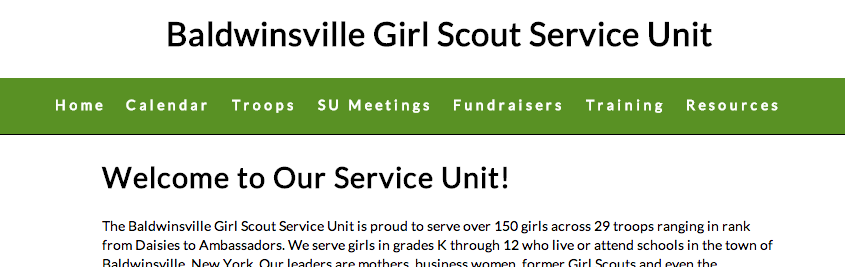 Baldwinsville Girl Scout Service Unit
Home Calendar Troops SU Meetings Fundraisers Training Resources
Welcome to Our Service Unit!
The Baldwinsville Girl Scout Service Unit is proud to serve over 150 girls across 29 troops ranging in rank
from Daisies to Ambassadors. We serve girls in grades K through 12 who live or attend schools in the town of
Baldwinsville, New York. Our leaders are mothers, business women, former Girl Scouts and even the